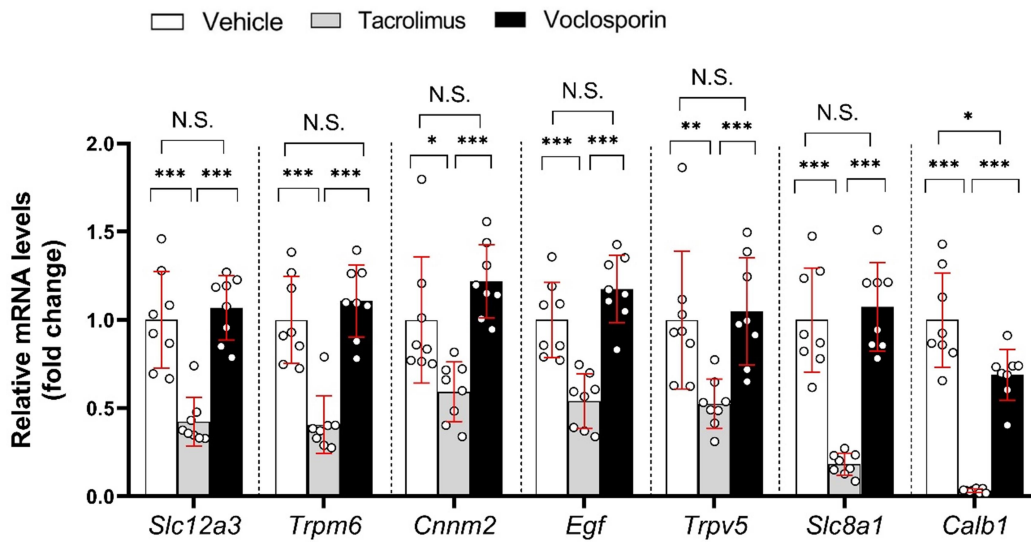 Vehicle Tacrolimus Voclosporin
N.S. N.S. N.S. N.S. N.S. N.S. *
*** *** *** *** * *** *** *** ** *** *** *** *** ***
Relative mRNA levels
(fold change)
2.0
1.5
1.0
0.5
0.0
Slc12a3 Trpm6 Cnnm2 Egf Trpv5 Slc8a1 Calb1